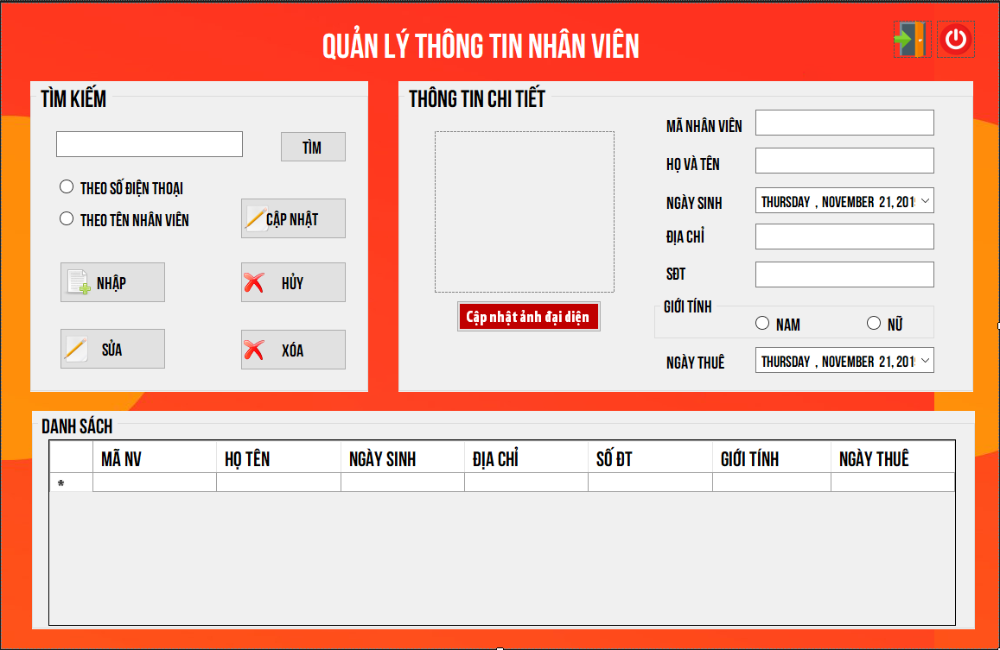 QUẢN LÝ THÔNG TIN NHÂN VIÊN
TÌM KIẾM
TÌM
THEO SỐ ĐIỆN THOẠI
THEO TÊN NHÂN VIÊN
CẬP NHẬT
NHẬP
HỦY
SỬA
XÓA
THÔNG TIN CHI TIẾT
Cập nhật ảnh đại diện
MÃ NHÂN VIÊN
HỌ VÀ TÊN
NGÀY SINH
THURSDAY , NOVEMBER 21, 201
ĐỊA CHỈ
SĐT
GIỚI TÍNH
NAM
NỮ
NGÀY THUÊ
THURSDAY , NOVEMBER 21, 201
DANH SÁCH
MÃ NV HỌ TÊN NGÀY SINH ĐỊA CHỈ SỐ ĐT GIỚI TÍNH NGÀY THUÊ
*